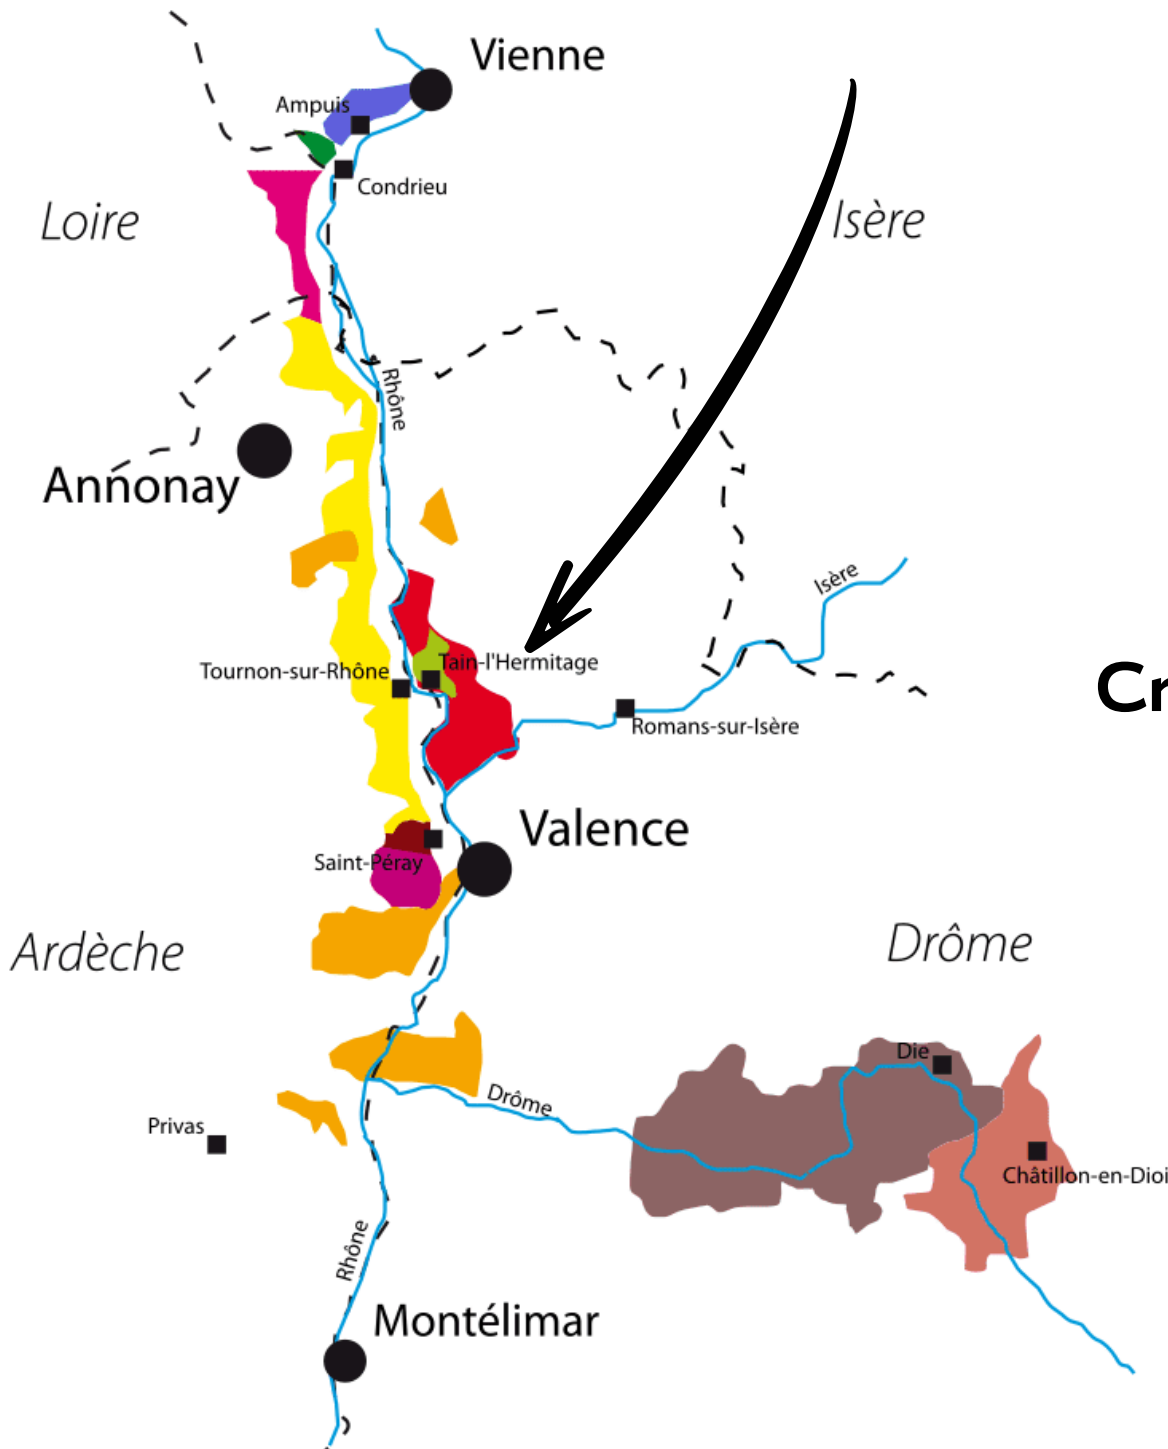 Vienne
Ampuis
Condrieu
Loire
Isère
Rhône
Annonay
Isère
Tain-l'Hermitage
Tournon-sur-Rhône
Cr
Romans-sur-Isère
Valence
Saint-Péray
Ardèche
Drôme
Die
Drôme
Privas
Châtillon-en-Dioi
Rhône
Montélimar